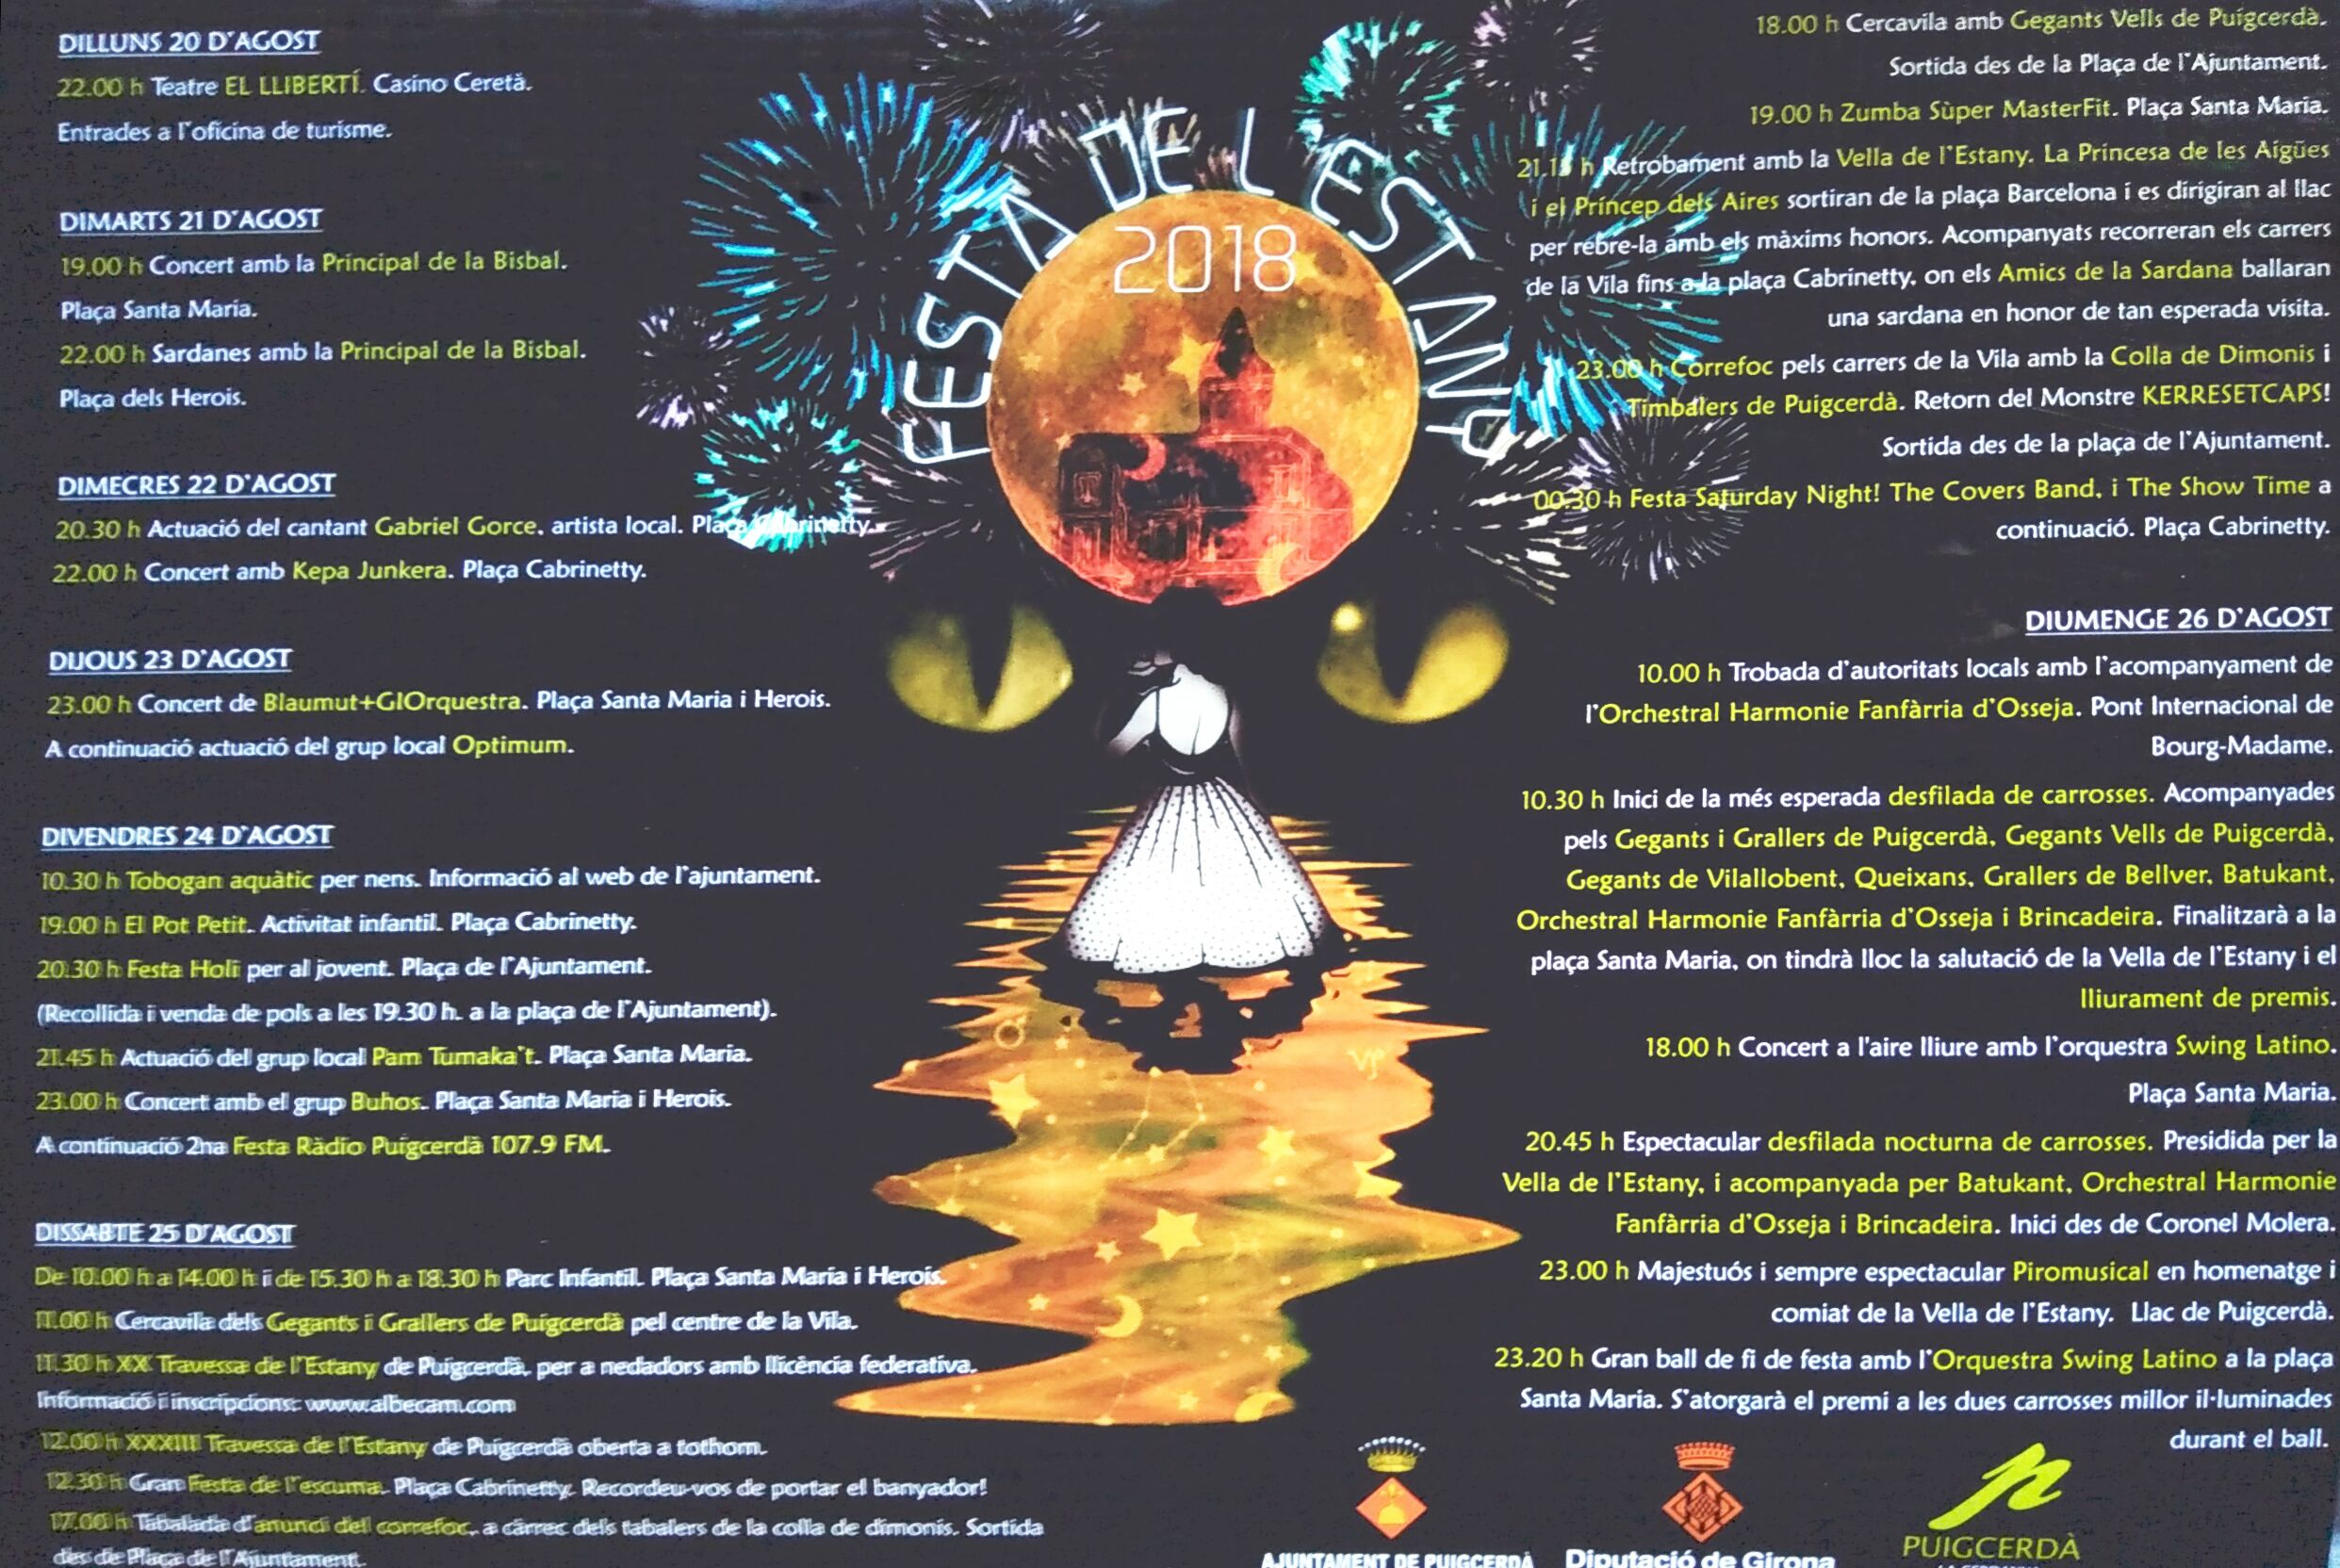 DILLUNS 20 D'AGOST
22.00 h Teatre EL LLIBERTÍ. Casino Ceretà.
Entrades a l'oficina de turisme.
DIMARTS 21 D'AGOST
19.00 h Concert amb la Principal de la Bisbal.
Plaça Santa Maria.
22.00 h Sardanes amb la Principal de la Bisbal.
Plaça dels Herois.
DIMECRES 22 D'AGOST
20.30 h Actuació del cantant Gabriel Gorce, artista local. Plaça Cabrinetty.
22.00 h Concert amb Kepa Junkera. Plaça Cabrinetty.
DIJOUS 23 D'AGOST
23.00 h Concert de Blaumut+GIOrquestra. Plaça Santa Maria i Herois.
A continuació actuació del grup local Optimum.
DIVENDRES 24 D'AGOST
10.30 h Tobogan aquàtic per nens. Informació al web de l'ajuntament.
19.00 h El Pot Petit. Activitat infantil. Plaça Cabrinetty.
20.30 h Festa Holi per al jovent. Plaça de l'Ajuntament.
(Recollida i venda de pols a les 19.30 h. a la plaça de l'Ajuntament).
21.45 h Actuació del grup local Pam Tumaka't. Plaça Santa Maria.
23.00 h Concert amb el grup Buhos. Plaça Santa Maria i Herois.
A continuació 2na Festa Ràdio Puigcerdà 107.9 FM.
DISSABTE 25 D'AGOST
De 10.00 h a 14.00 h i de 15.30 h a 18.30 h Parc Infantil. Plaça Santa Maria i Herois.
11.00 h Cercavila dels Gegants i Grallers de Puigcerdà pel centre de la Vila.
11.30 h XX Travessa de l'Estany de Puigcerdà, per a nedadors amb llicència federativa.
Informació i inscripcions: www.albecam.com
12.00 h XXXIII Travessa de l'Estany de Puigcerdà oberta a tothom.
12.30 h Gran Festa de l'escuma. Plaça Cabrinetty. Recordeu-vos de portar el banyador!
17.00 h Tabalada d'anunci del correfoc, a càrrec dels tabalers de la colla de dimonis. Sortida
des de Plaça de l'Ajuntament.
FESTA DE L'ESTANY
2018
18.00 h Cercavila amb Gegants Vells de Puigcerdà.
Sortida des de la Plaça de l'Ajuntament.
19.00 h Zumba Sùper MasterFit. Plaça Santa Maria.
21.15 h Retrobament amb la Vella de l'Estany. La Princesa de les Aigües
i el Príncep dels Aires sortiran de la plaça Barcelona i es dirigiran al llac
per rebre-la amb els màxims honors. Acompanyats recorreran els carrers
de la Vila fins a la plaça Cabrinetty, on els Amics de la Sardana ballaran
una sardana en honor de tan esperada visita.
23.00 h Correfoc pels carrers de la Vila amb la Colla de Dimonis i
Timbalers de Puigcerdà. Retorn del Monstre KERRESETCAPS!
Sortida des de la plaça de l'Ajuntament.
00.30 h Festa Saturday Night! The Covers Band, i The Show Time a
continuació. Plaça Cabrinetty.
DIUMENGE 26 D'AGOST
10.00 h Trobada d'autoritats locals amb l'acompanyament de
l'Orchestral Harmonie Fanfàrria d'Osseja. Pont Internacional de
Bourg-Madame.
10.30 h Inici de la més esperada desfilada de carrosses. Acompanyades
pels Gegants i Grallers de Puigcerdà, Gegants Vells de Puigcerdà,
Gegants de Vilallobent, Queixans, Grallers de Bellver, Batukant,
Orchestral Harmonie Fanfàrria d'Osseja i Brincadeira. Finalitzarà a la
plaça Santa Maria, on tindrà lloc la salutació de la Vella de l'Estany i el
lliurament de premis.
18.00 h Concert a l'aire lliure amb l'orquestra Swing Latino.
Plaça Santa Maria.
20.45 h Espectacular desfilada nocturna de carrosses. Presidida per la
Vella de l'Estany, i acompanyada per Batukant, Orchestral Harmonie
Fanfàrria d'Osseja i Brincadeira. Inici des de Coronel Molera.
23.00 h Majestuós i sempre espectacular Piromusical en homenatge i
comiat de la Vella de l'Estany. Llac de Puigcerdà.
23.20 h Gran ball de fi de festa amb l'Orquestra Swing Latino a la plaça
Santa Maria. S'atorgarà el premi a les dues carrosses millor il·luminades
durant el ball.
AJUNTAMENT DE PUIGCERDÀ
Diputació de Girona
PUIGCERDÀ